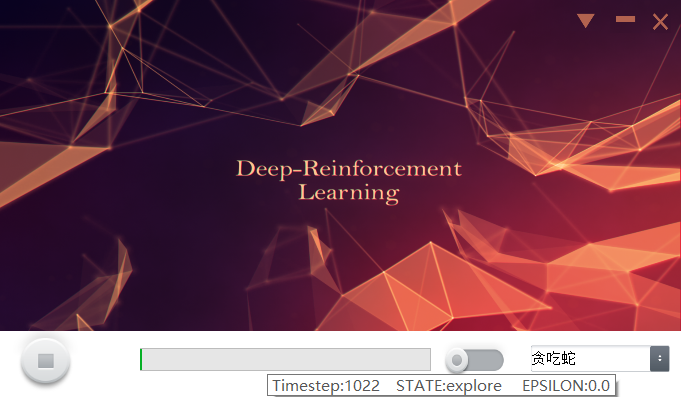 Deep-Reinforcement
Learning
贪吃蛇
Timestep:1022 STATE:explore EPSILON:0.0